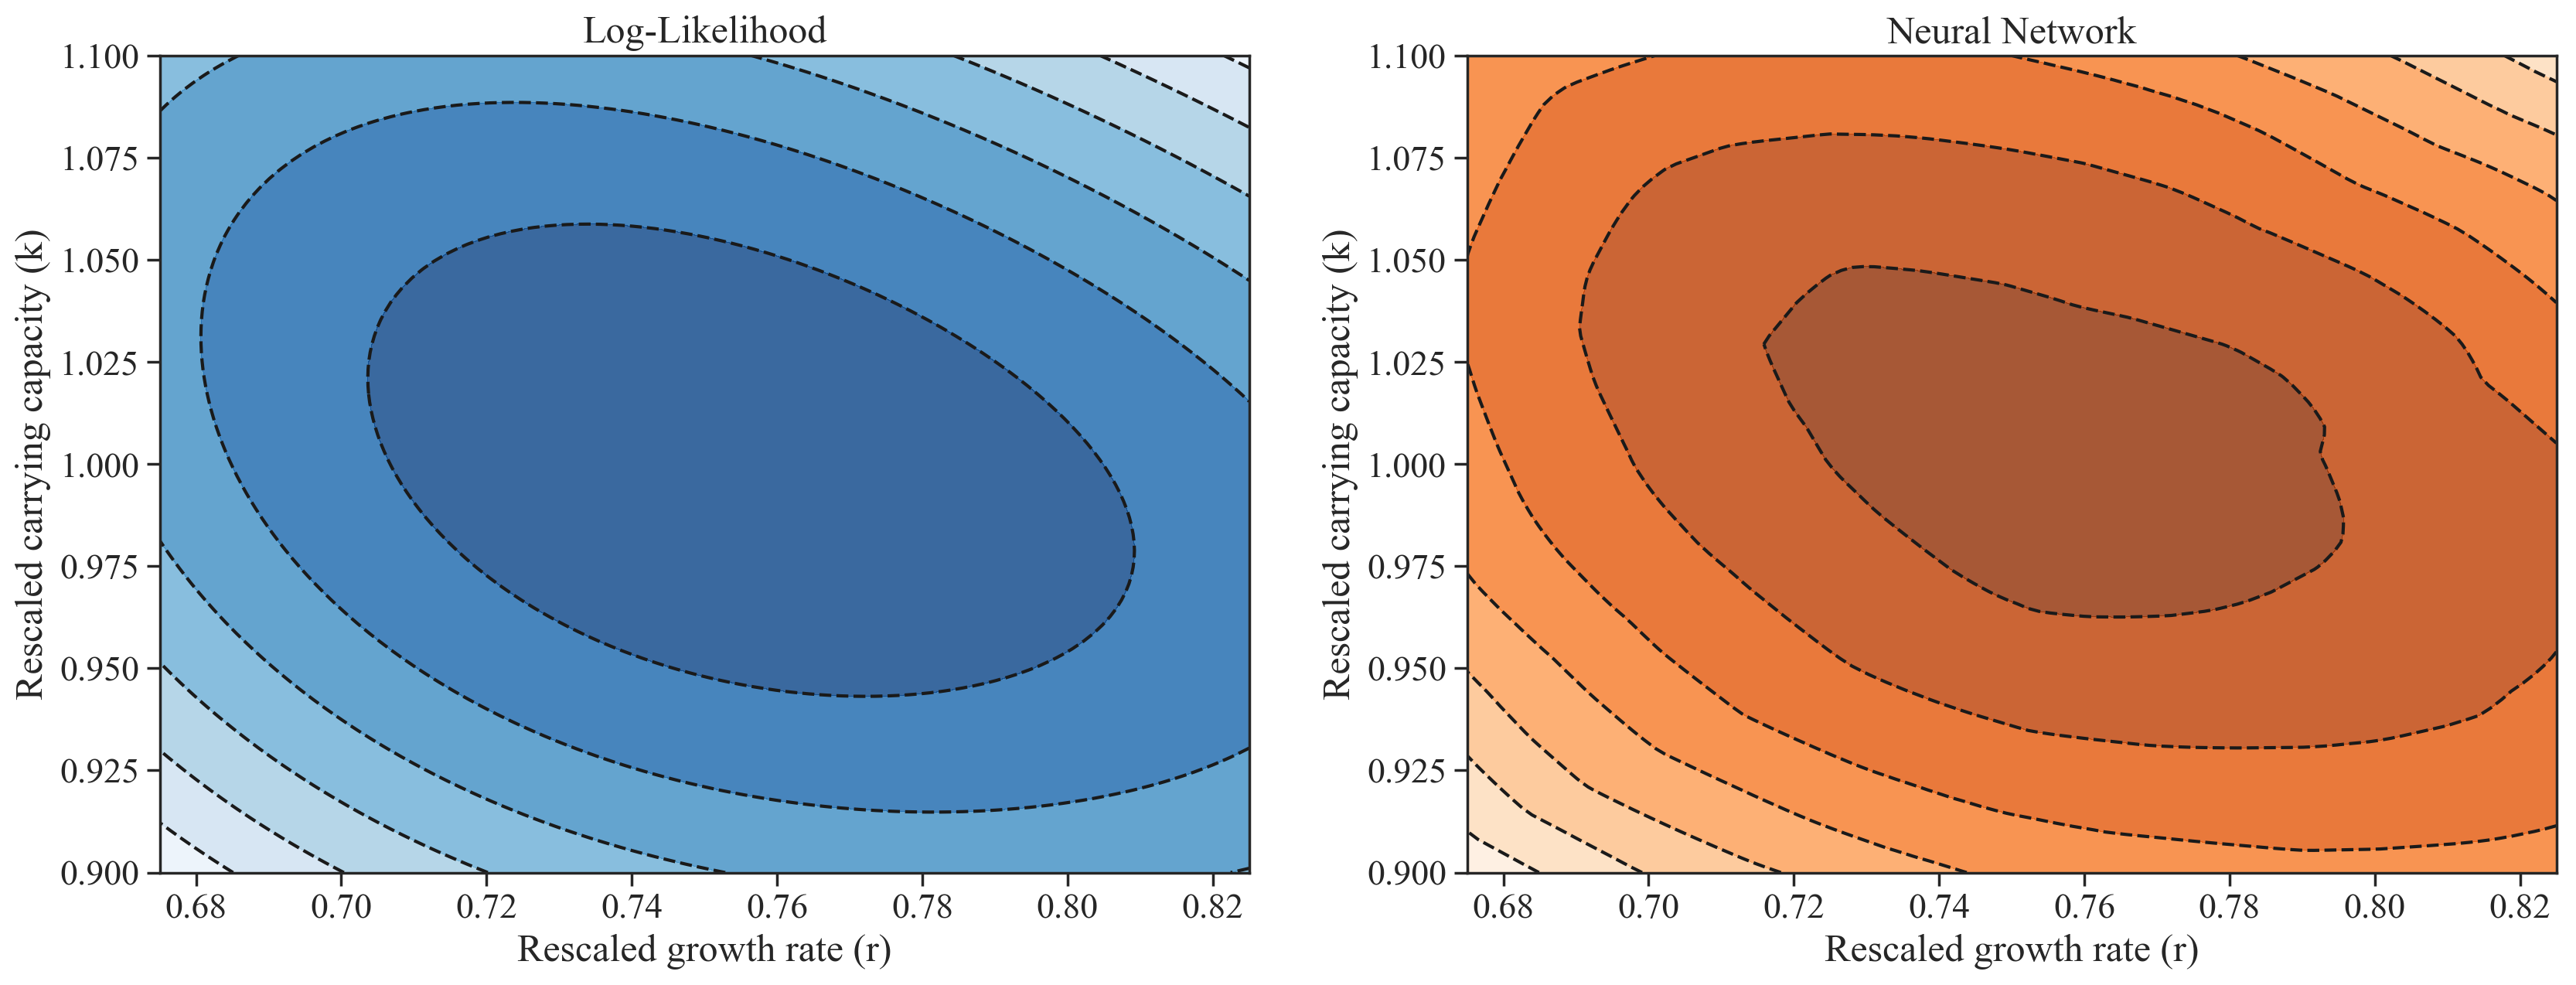 Log-Likelihood
Rescaled carrying capacity (k)
1.100
1.075
1.050
1.025
1.000
0.975
0.950
0.925
0.900
0.68 0.70 0.72 0.74 0.76 0.78 0.80 0.82
Rescaled growth rate (r)
Neural Network
Rescaled carrying capacity (k)
1.100
1.075
1.050
1.025
1.000
0.975
0.950
0.925
0.900
0.68 0.70 0.72 0.74 0.76 0.78 0.80 0.82
Rescaled growth rate (r)